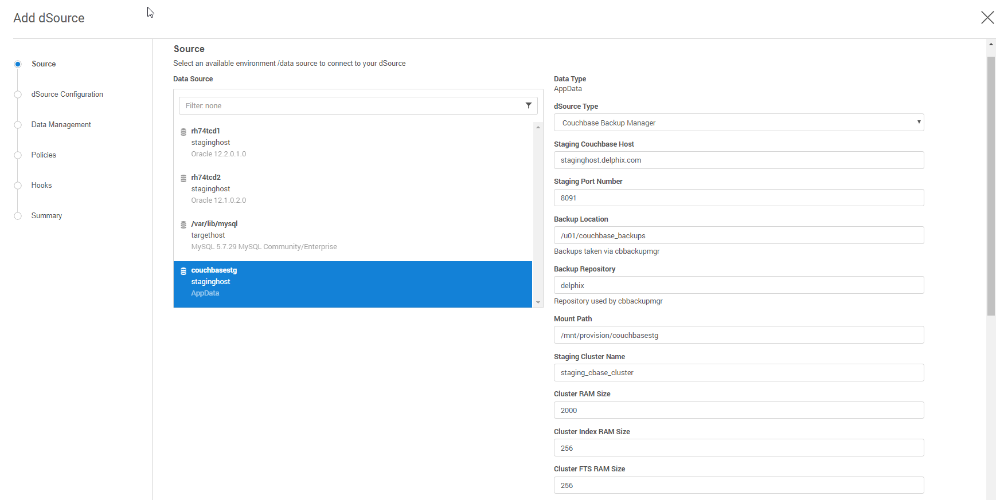 Add dSource
Source
dSource Configuration
Data Management
Policies
Hooks
Summary
Source
Select an available environment /data source to connect to your dSource
Data Source
Filter: none
rh74tcd1
staginghost
Oracle 12.2.0.1.0
rh74tcd2
staginghost
Oracle 12.1.0.2.0
/var/lib/mysql
targethost
MySQL 5.7.29 MySQL Community/Enterprise
couchbasestg
staginghost
AppData
Data Type
AppData
dSource Type
Couchbase Backup Manager
Staging Couchbase Host
staginghost.delphix.com
Staging Port Number
8091
Backup Location
/u01/couchbase_backups
Backups taken via cbbackupmgr
Backup Repository
delphix
Repository used by cbbackupmgr
Mount Path
/mnt/provision/couchbasestg
Staging Cluster Name
staging_cbase_cluster
Cluster RAM Size
2000
Cluster Index RAM Size
256
Cluster FTS RAM Size
256